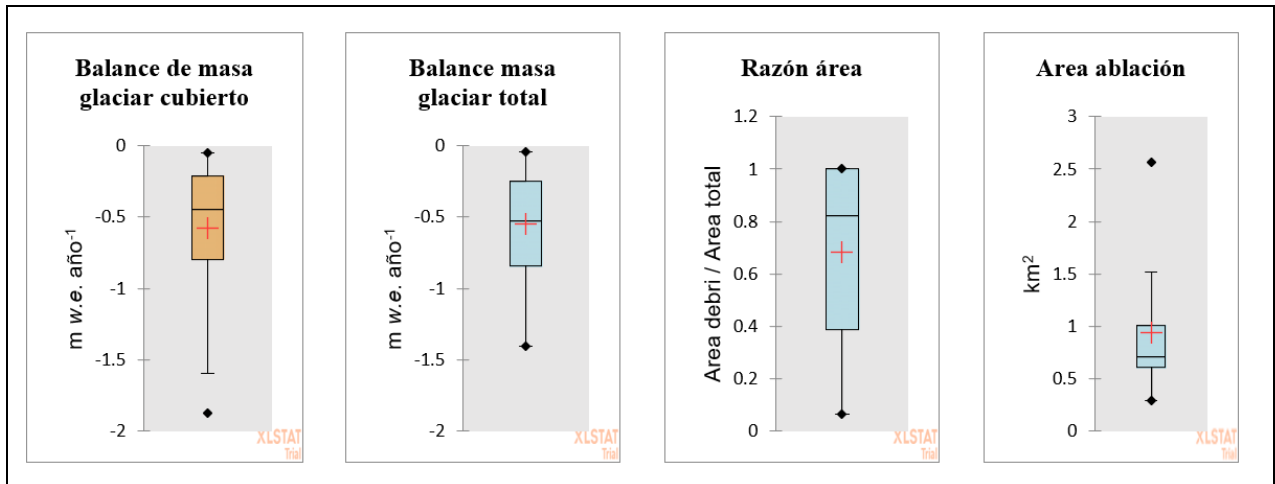 Balance de masa
glaciar cubierto
0
-0.5
-1
-1.5
-2
m w.e. año-1
XLSTAT
Trial
Balance masa
glaciar total
0
-0.5
-1
-1.5
-2
m w.e. año-1
XLSTAT
Trial
Razón área
1.2
1
0.8
0.6
0.4
0.2
0
Area debri / Area total
XLSTAT
Trial
Area ablación
3
2.5
2
1.5
1
0.5
0
km2
XLSTAT
Trial